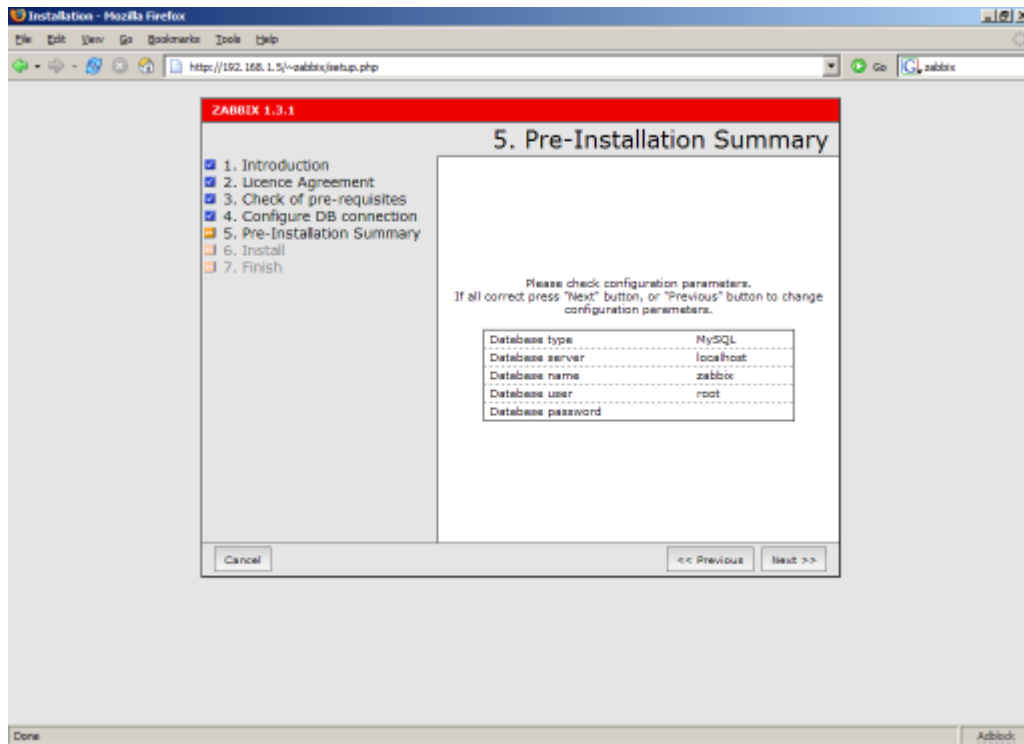 Installation - Mozilla Firefox
File Edit View Go Bookmarks Tools Help
http://192.168.1.5/~zabbix/setup.php Go zabbix
ZABBIX 1.3.1
5. Pre-Installation Summary
1. Introduction
2. Licence Agreement
3. Check of pre-requisites
4. Configure DB connection
5. Pre-Installation Summary
6. Install
7. Finish
Please check configuration parameters.
If all correct press "Next" button, or "Previous" button to change
configuration parameters.
Database type MySQL
Database server localhost
Database name zabbix
Database user root
Database password
Cancel << Previous Next >>
Done Adblock